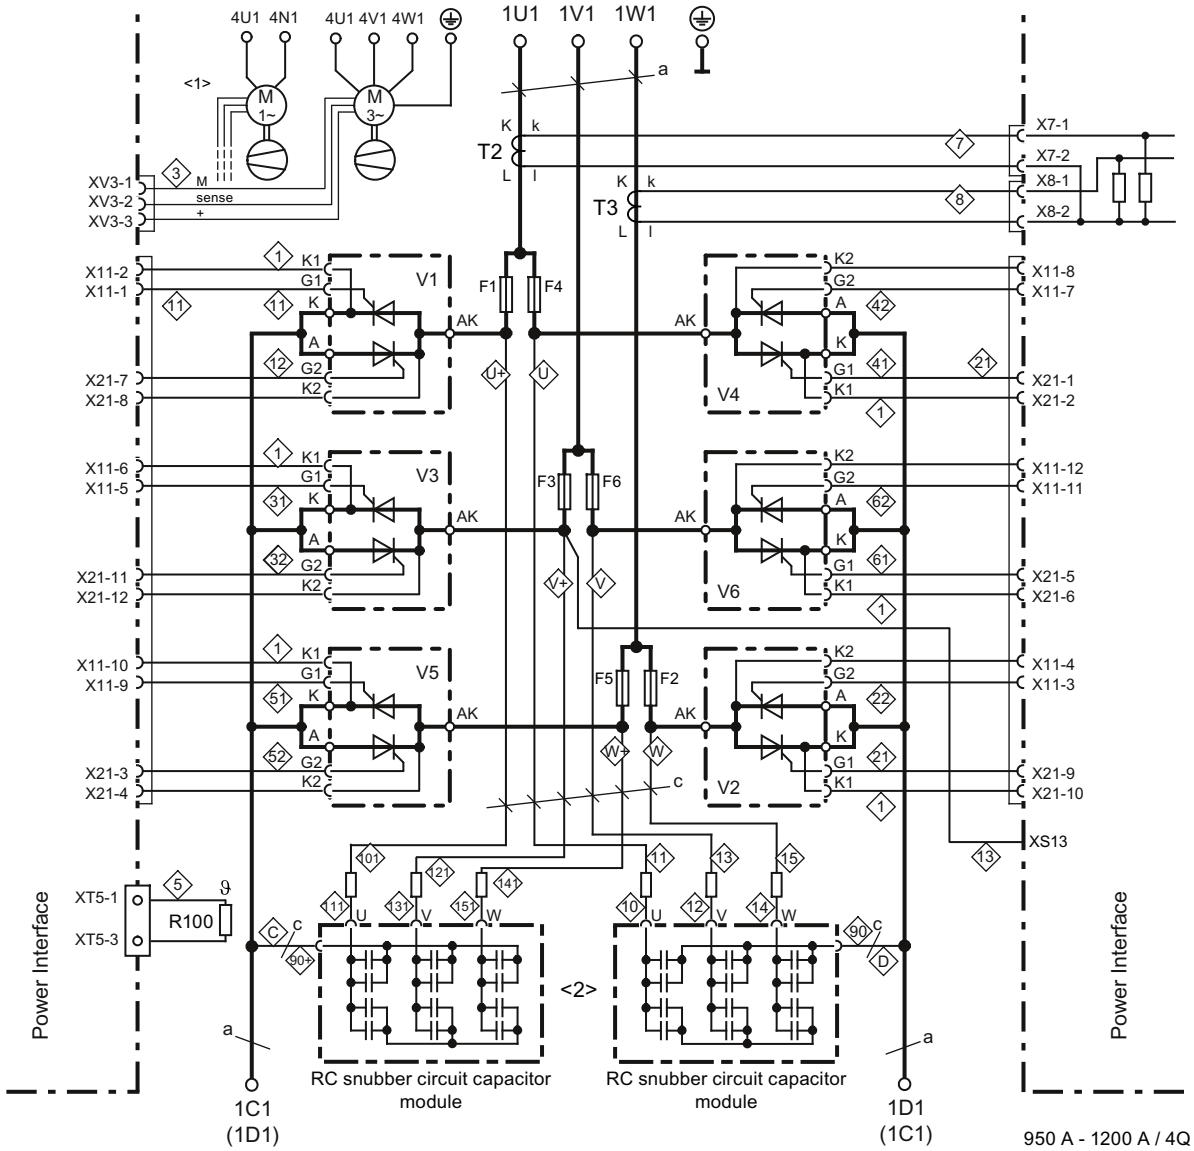 4U1 4N1 4U1 4V1 4W1 1U1 1V1 1W1
<1>
M
1~
M
3~
a
K k
T2
L l
K k
T3
L l
7
8
X7-1
X7-2
X8-1
X8-2
3
XV3-1 M
XV3-2 sense
XV3-3 +
X11-2 1 K1
X11-1 G1 V1
11 11 K
A
12 G2
X21-7
X21-8 K2
AK
F1 F4
U+ U
AK
K2 X11-8
G2 X11-7
A 42
K 41 21
G1 X21-1
V4 K1 X21-2
1
X11-6 1 K1
X11-5 G1 V3
31 K
A
32 G2
X21-11
X21-12 K2
AK
F3 F6
V+ V
AK
K2 X11-12
G2 X11-11
A 62
K 61
G1 X21-5
V6 K1 X21-6
1
X11-10 1 K1
X11-9 G1 V5
51 K
A
52 G2
X21-3
X21-4 K2
AK
F5 F2
W+ W
AK
K2 X11-4
G2 X11-3
A 22
K 21
G1 X21-9
V2 K1 X21-10
1
c
XS13
13
101 121 141 11 13 15
XT5-1 5 ϑ
R100
XT5-3
111 U 131 V 151 W 10 U 12 V 14 W
C c
90+
90 c
D
<2>
Power Interface
Power Interface
a
a
RC snubber circuit capacitor
module
RC snubber circuit capacitor
module
1C1
(1D1)
1D1
(1C1)
950 A - 1200 A / 4Q